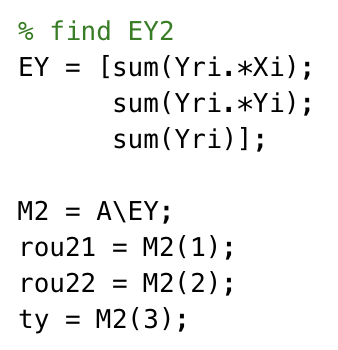 % find EY2
EY = [sum(Yri.*Xi);
sum(Yri.*Yi);
sum(Yri)];
M2 = A\EY;
rou21 = M2(1);
rou22 = M2(2);
ty = M2(3);